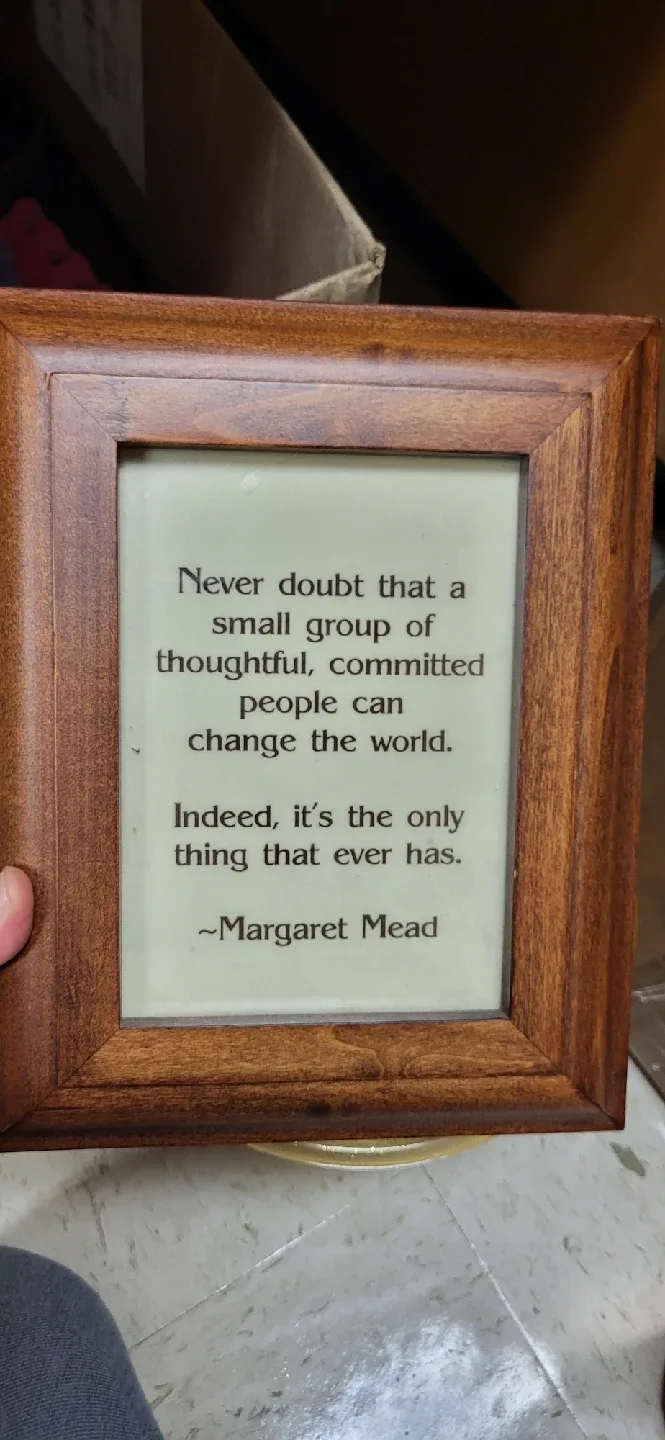 Never doubt that a
small group of
thoughtful, committed
people can
change the world.
Indeed, it's the only
thing that ever has.
~Margaret Mead